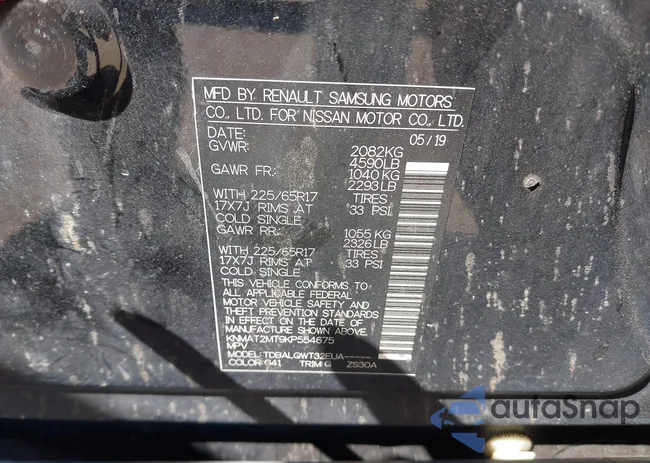 MFD BY RENAULT SAMSUNG MOTORS
CO., LTD. FOR NISSAN MOTOR CO., LTD.
DATE: 05/19
GVWR: 2082KG
4590LB
GAWR FR: 1040 KG
2293 LB
WITH 225/65R17 TIRES
17X7J RIMS AT 33 PSI
COLD SINGLE
GAWR RR: 1055 KG
2326 LB
WITH 225/65R17 TIRES
17X7J RIMS AT 33 PSI
COLD SINGLE
THIS VEHICLE CONFORMS TO
ALL APPLICABLE FEDERAL
MOTOR VEHICLE SAFETY AND
THEFT PREVENTION STANDARDS
IN EFFECT ON THE DATE OF
MANUFACTURE SHOWN ABOVE.
KNMAT2MT9KP554675
MPV
MODEL: TDBALQWT32EUA-----
COLOR G41 TRIM G ZS30A
autoSnap